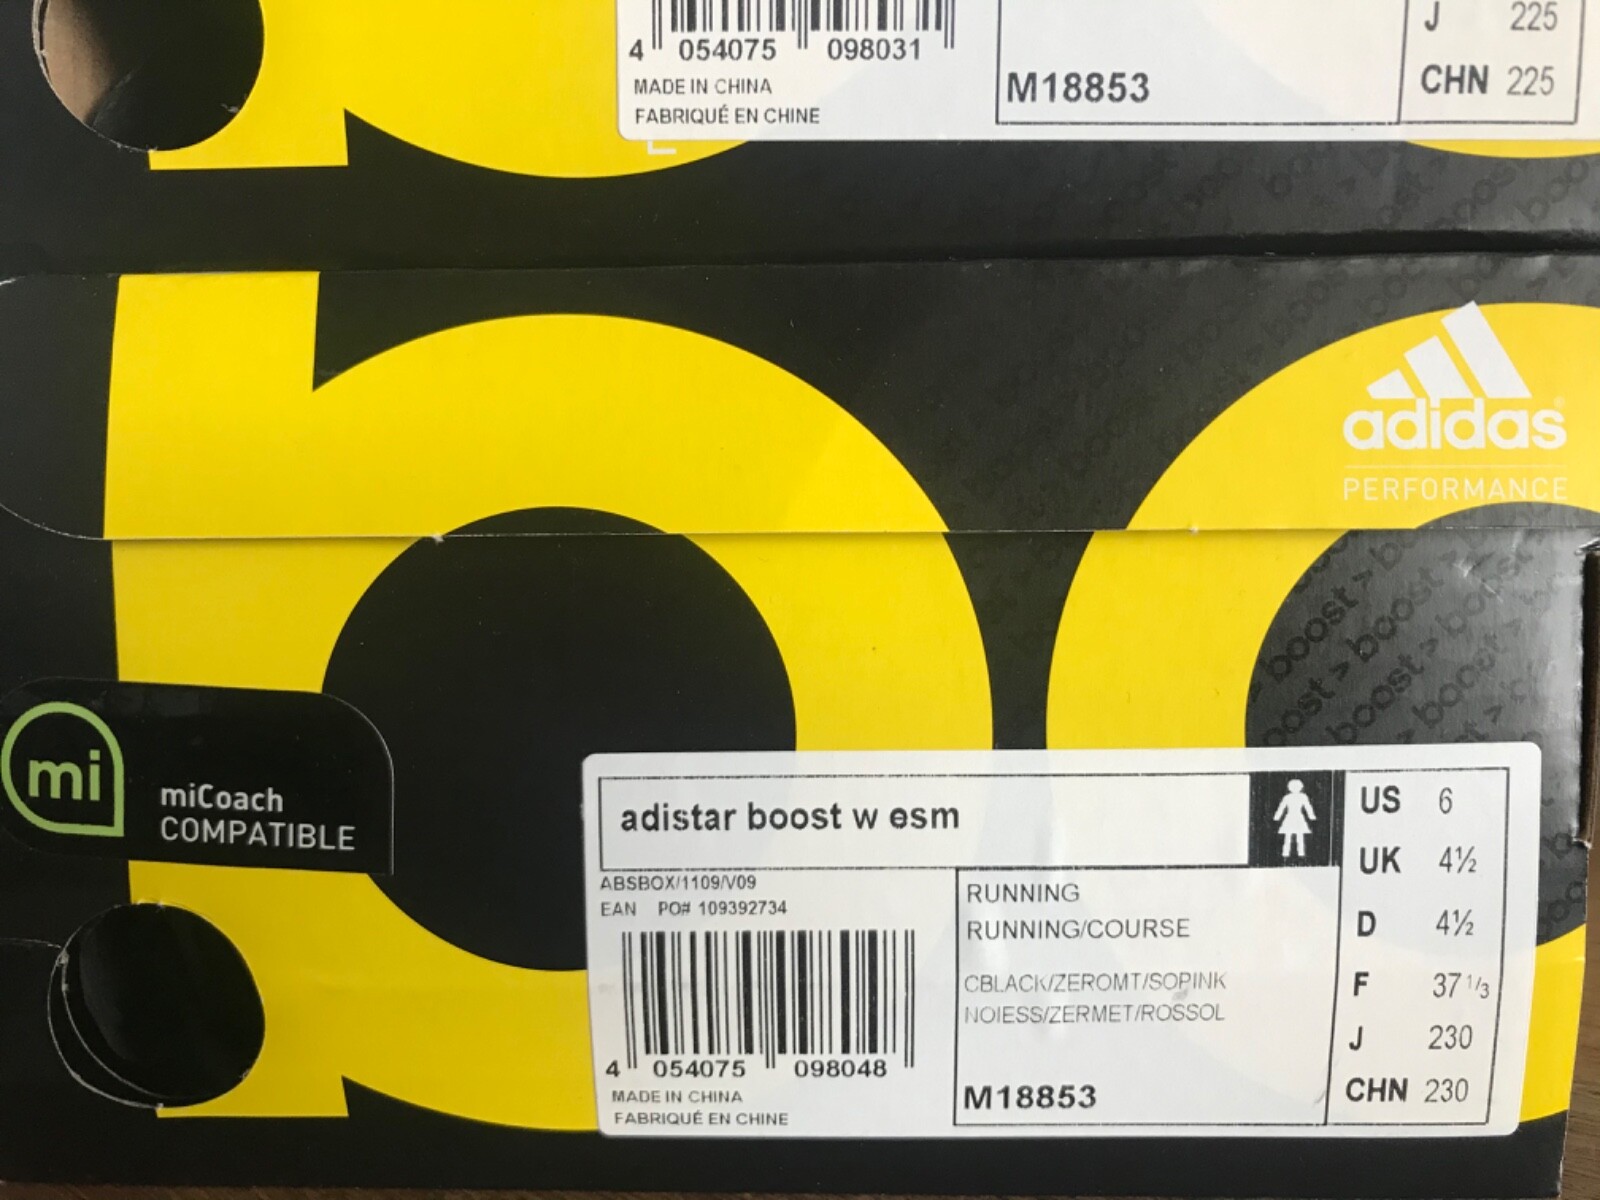 4 054075 098031
MADE IN CHINA
FABRIQUÉ EN CHINE
M18853
J 225
CHN 225
adidas
PERFORMANCE
boost > boost > boost
mi
miCoach
COMPATIBLE
adistar boost w esm
ABSBOX/1109/V09
EAN PO# 109392734
4 054075 098048
MADE IN CHINA
FABRIQUÉ EN CHINE
RUNNING
RUNNING/COURSE
CBLACK/ZEROMT/SOPINK
NOIESS/ZERMET/ROSSOL
M18853
US 6
UK 4½
D 4½
F 37 1/3
J 230
CHN 230